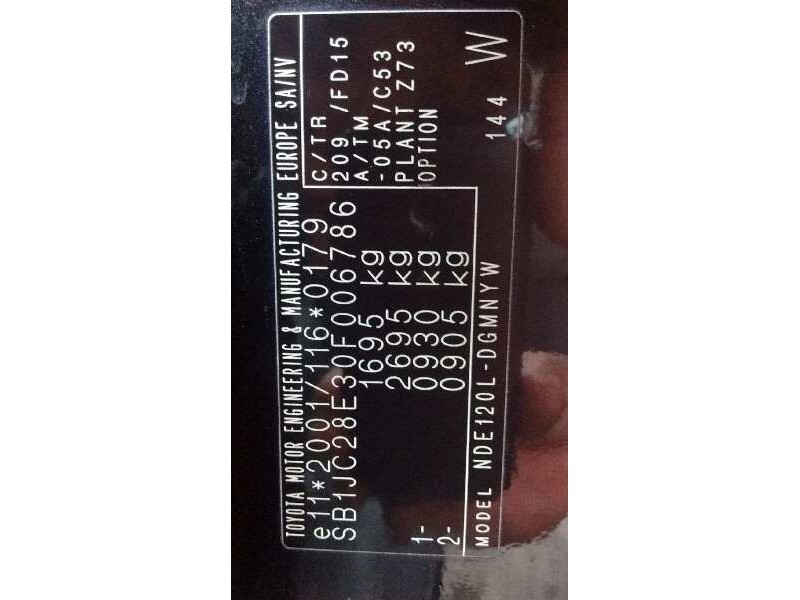 TOYOTA MOTOR ENGINEERING & MANUFACTURING EUROPE SA/NV
e11*2001/116*0179
SB1JC28E30F006786
1695 kg
2695 kg
1- 0930 kg
2- 0905 kg
C/TR
209 /FD15
A/TM
-05A/C53
PLANT Z73
OPTION
MODEL NDE120L-DGMNYW
144 W